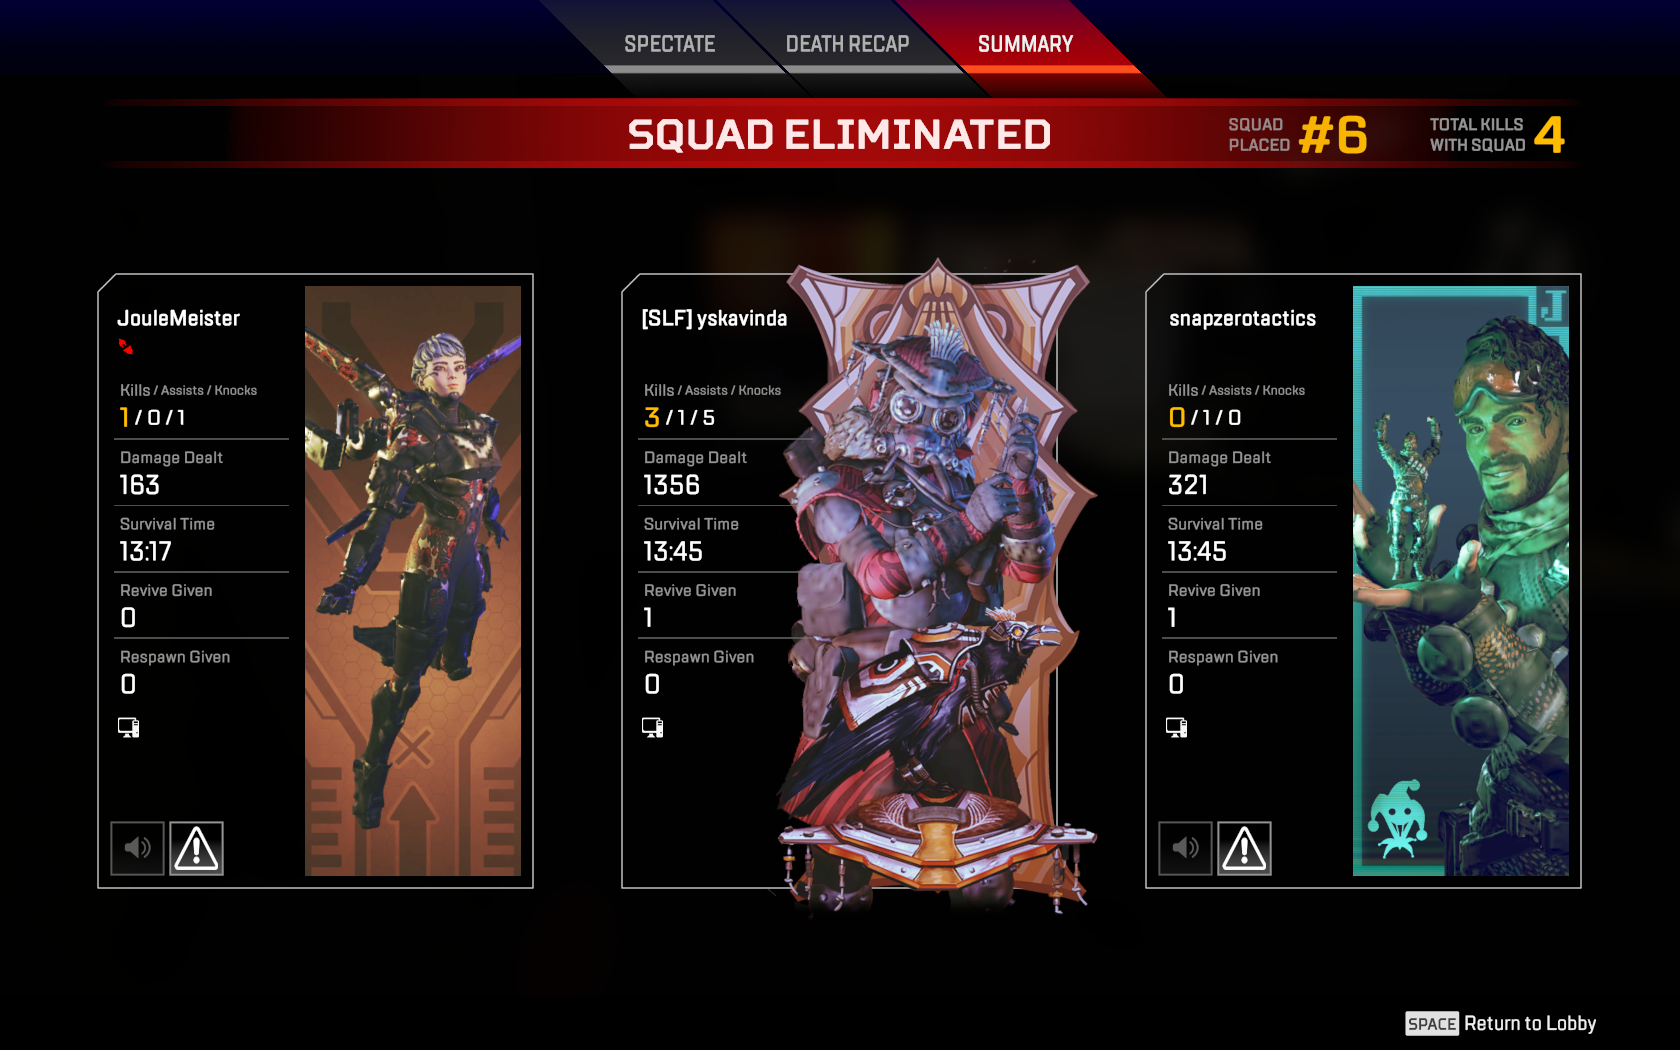 SPECTATE
DEATH RECAP
SUMMARY
SQUAD ELIMINATED
SQUAD
PLACED
#6
TOTAL KILLS
WITH SQUAD
4
JouleMeister
Kills / Assists / Knocks
1 / 0 / 1
Damage Dealt
163
Survival Time
13:17
Revive Given
0
Respawn Given
0
[SLF] yskavinda
Kills / Assists / Knocks
3 / 1 / 5
Damage Dealt
1356
Survival Time
13:45
Revive Given
1
Respawn Given
0
snapzerotactics
Kills / Assists / Knocks
0 / 1 / 0
Damage Dealt
321
Survival Time
13:45
Revive Given
1
Respawn Given
0
J
SPACE Return to Lobby